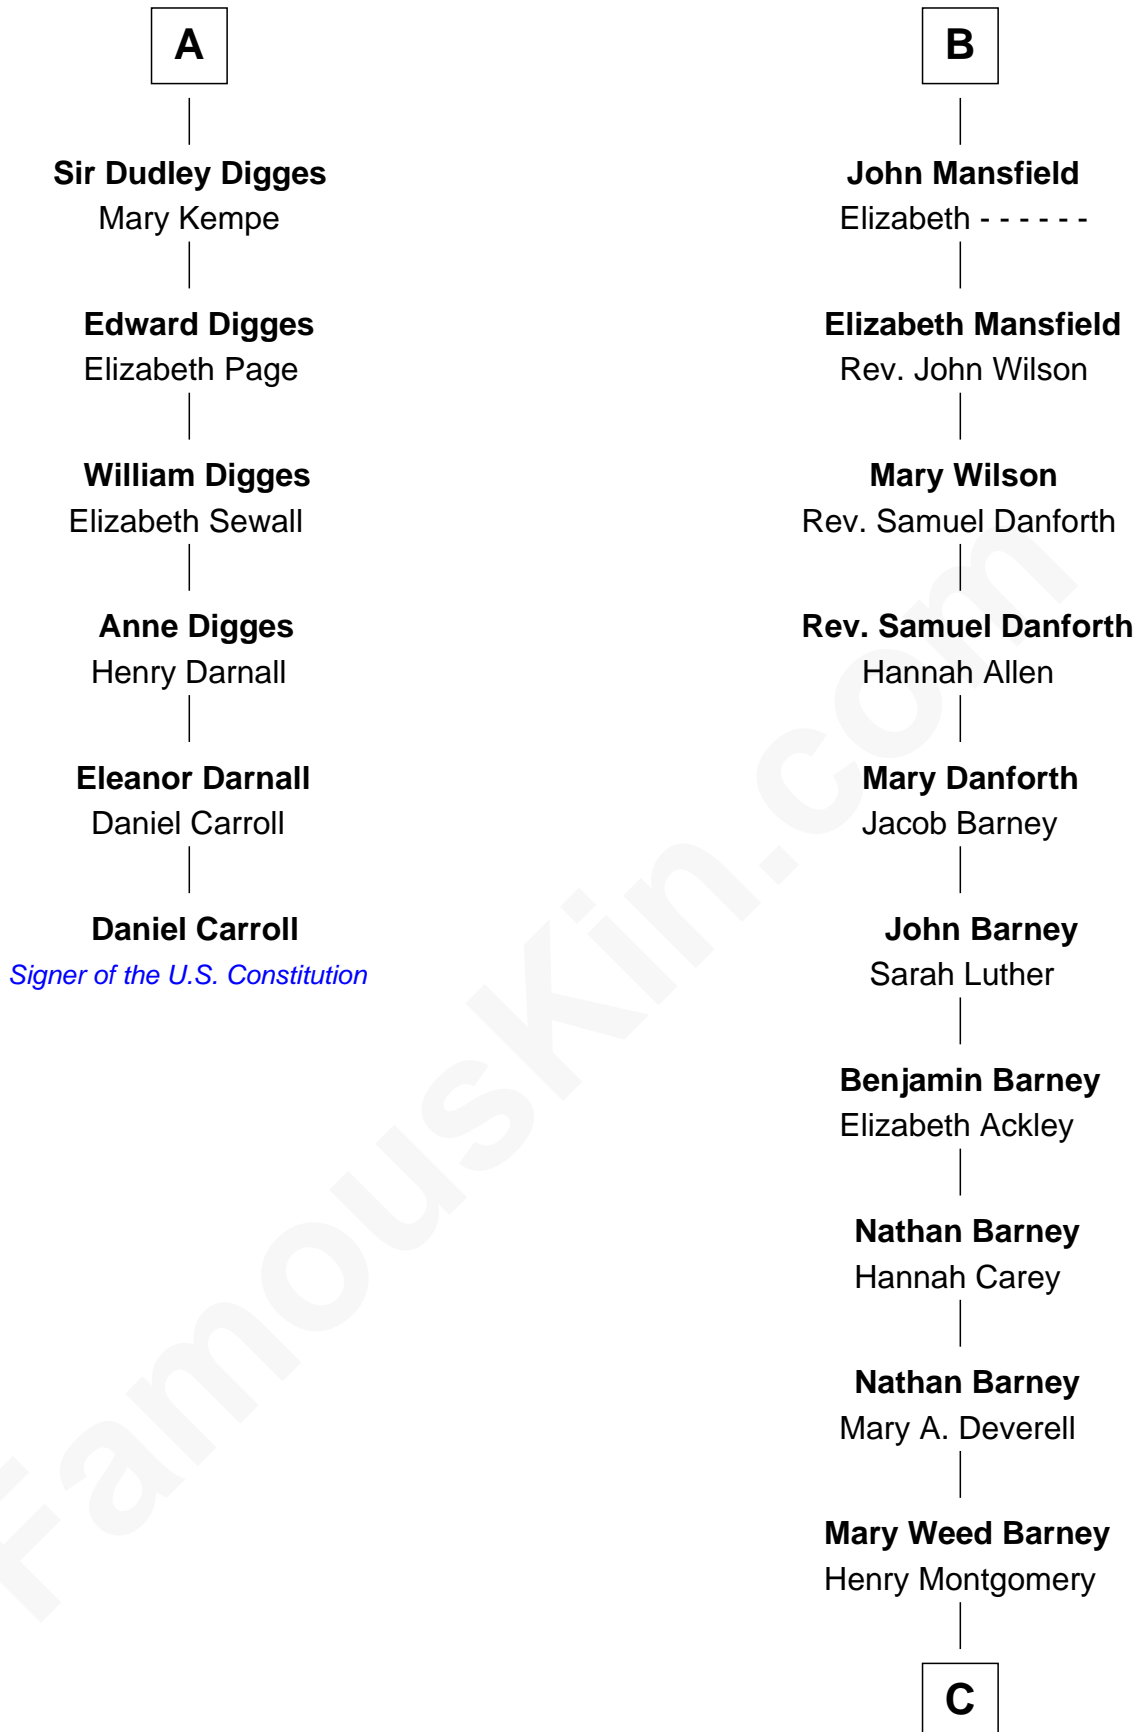 A
Sir Dudley Digges
Mary Kempe
Edward Digges
Elizabeth Page
William Digges
Elizabeth Sewall
Anne Digges
Henry Darnall
Eleanor Darnall
Daniel Carroll
Daniel Carroll
Signer of the U.S. Constitution
B
John Mansfield
Elizabeth - - - - - -
Elizabeth Mansfield
Rev. John Wilson
Mary Wilson
Rev. Samuel Danforth
Rev. Samuel Danforth
Hannah Allen
Mary Danforth
Jacob Barney
John Barney
Sarah Luther
Benjamin Barney
Elizabeth Ackley
Nathan Barney
Hannah Carey
Nathan Barney
Mary A. Deverell
Mary Weed Barney
Henry Montgomery
C
FamousKin.com